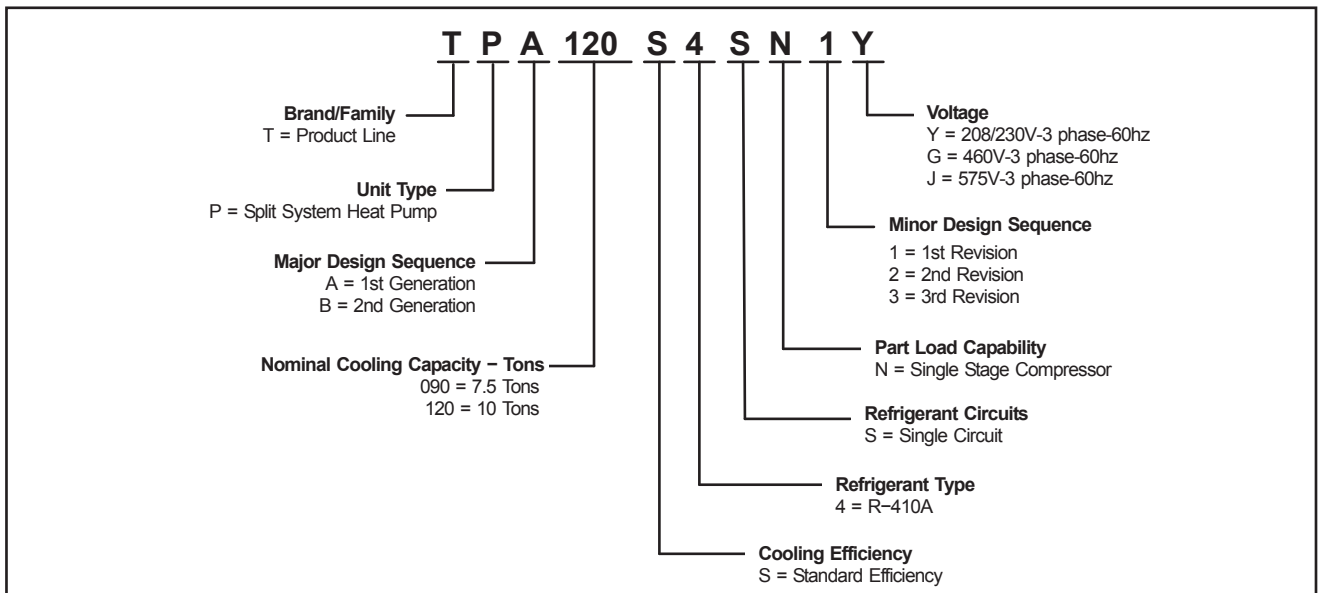 T P A 120 S 4 S N 1 Y
Brand/Family
T = Product Line
Unit Type
P = Split System Heat Pump
Major Design Sequence
A = 1st Generation
B = 2nd Generation
Nominal Cooling Capacity − Tons
090 = 7.5 Tons
120 = 10 Tons
Voltage
Y = 208/230V-3 phase-60hz
G = 460V-3 phase-60hz
J = 575V-3 phase-60hz
Minor Design Sequence
1 = 1st Revision
2 = 2nd Revision
3 = 3rd Revision
Part Load Capability
N = Single Stage Compressor
Refrigerant Circuits
S = Single Circuit
Refrigerant Type
4 = R−410A
Cooling Efficiency
S = Standard Efficiency